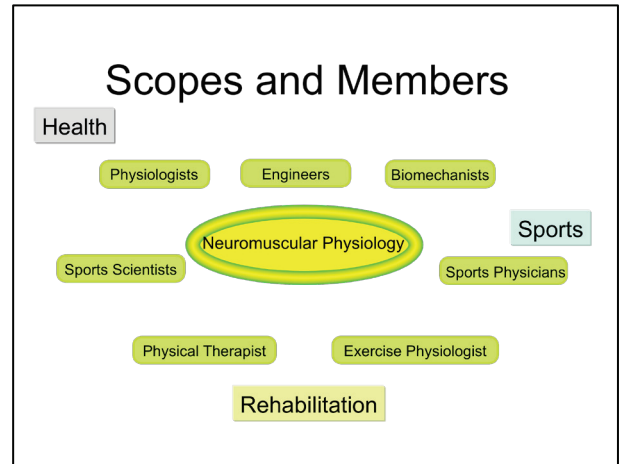 Scopes and Members
Health
Physiologists
Engineers
Biomechanists
Neuromuscular Physiology
Sports
Sports Scientists
Sports Physicians
Physical Therapist
Exercise Physiologist
Rehabilitation